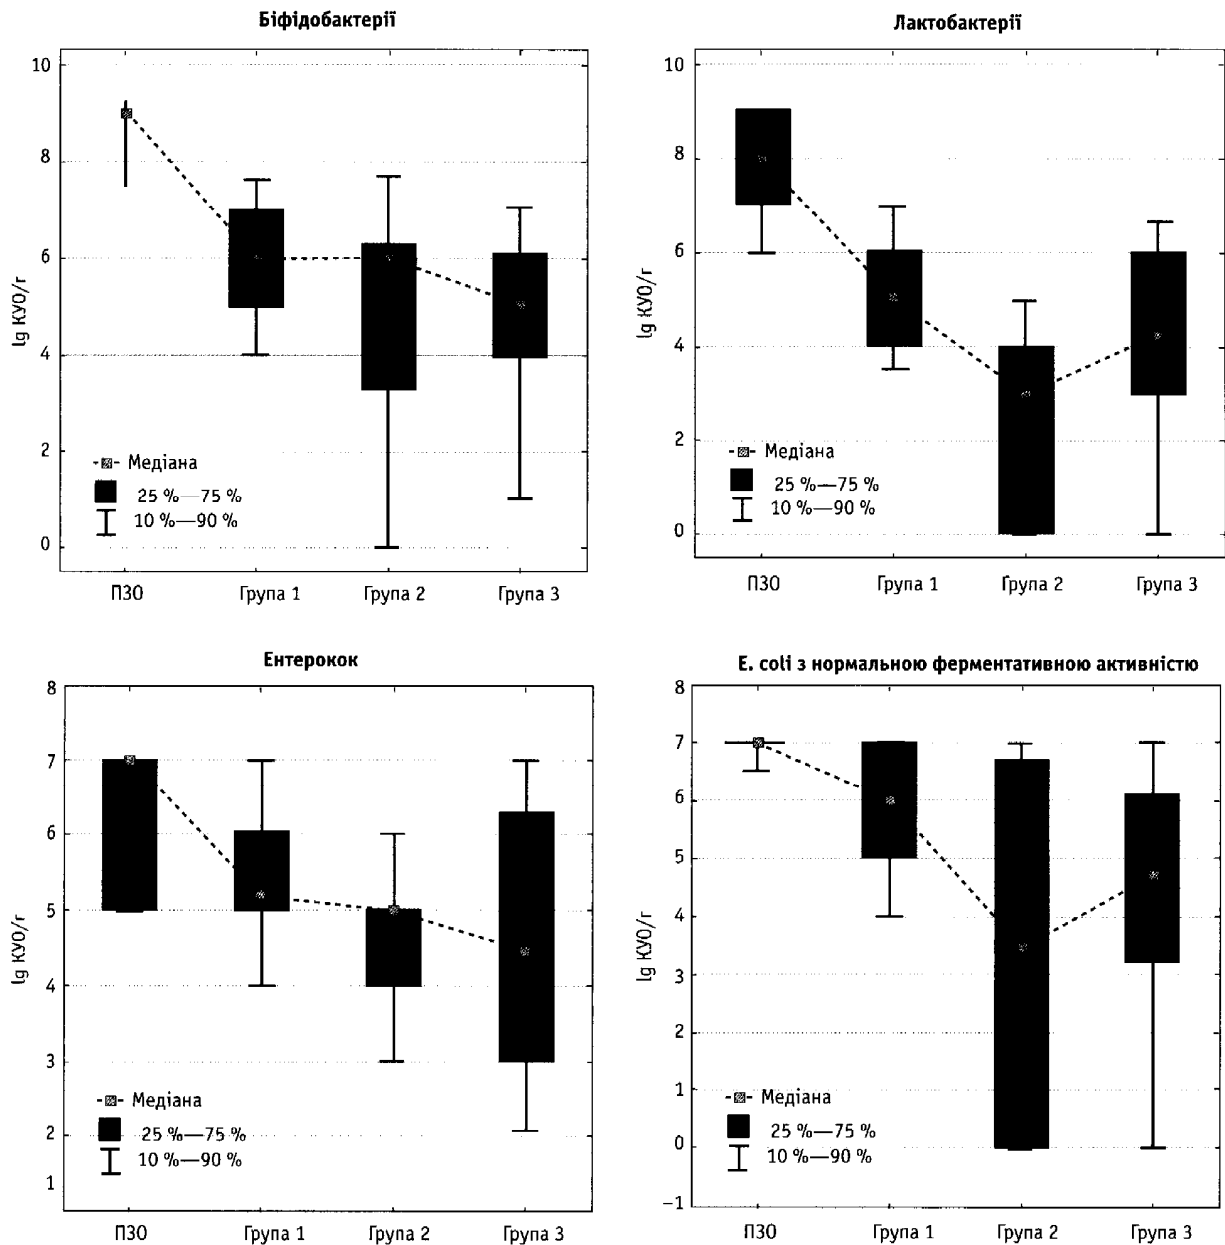 Біфідобактерії
10
8
6
4
2
0
lg КУО/г
-- Медіана
25 %—75 %
10 %—90 %
ПЗО Група 1 Група 2 Група 3
Лактобактерії
10
8
6
4
2
0
lg КУО/г
-- Медіана
25 %—75 %
10 %—90 %
ПЗО Група 1 Група 2 Група 3
Ентерокок
8
7
6
5
4
3
2
1
lg КУО/г
-- Медіана
25 %—75 %
10 %—90 %
ПЗО Група 1 Група 2 Група 3
E. coli з нормальною ферментативною активністю
8
7
6
5
4
3
2
1
0
−1
lg КУО/г
-- Медіана
25 %—75 %
10 %—90 %
ПЗО Група 1 Група 2 Група 3